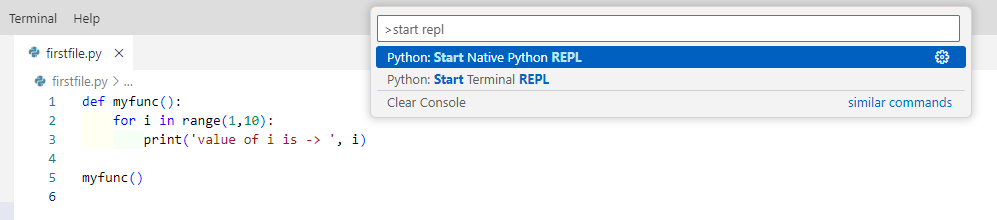 Terminal Help
>start repl
firstfile.py
Python: Start Native Python REPL
firstfile.py > ...
Python: Start Terminal REPL
Clear Console similar commands
1 def myfunc():
2 for i in range(1,10):
3 print('value of i is -> ', i)
4
5 myfunc()
6